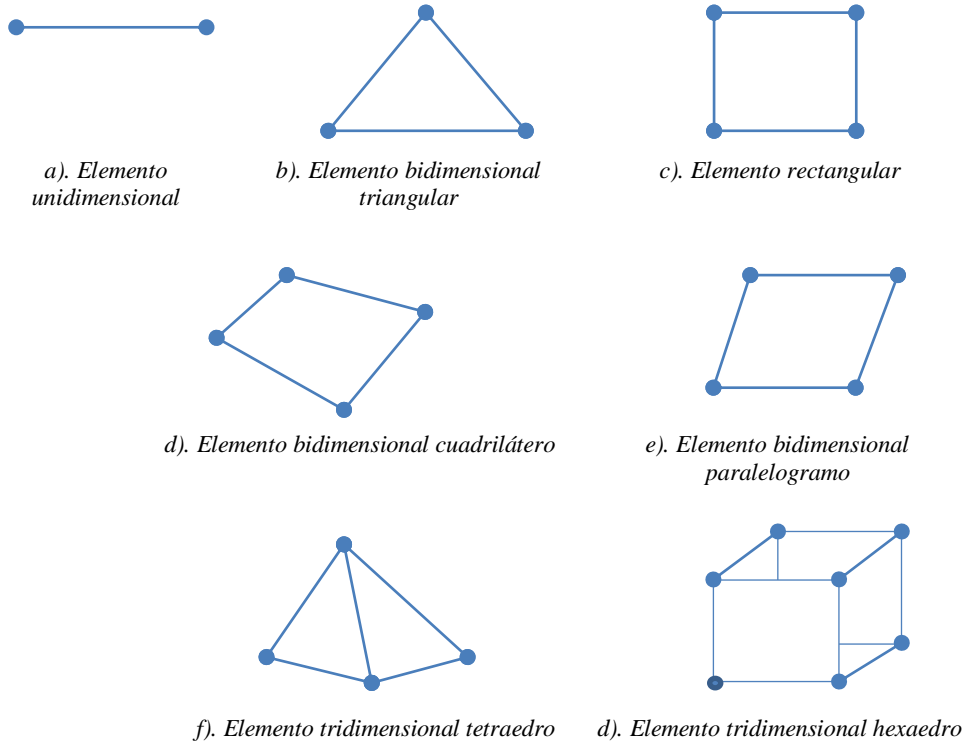 a). Elemento
unidimensional
b). Elemento bidimensional
triangular
c). Elemento rectangular
d). Elemento bidimensional cuadrilátero
e). Elemento bidimensional
paralelogramo
f). Elemento tridimensional tetraedro
d). Elemento tridimensional hexaedro